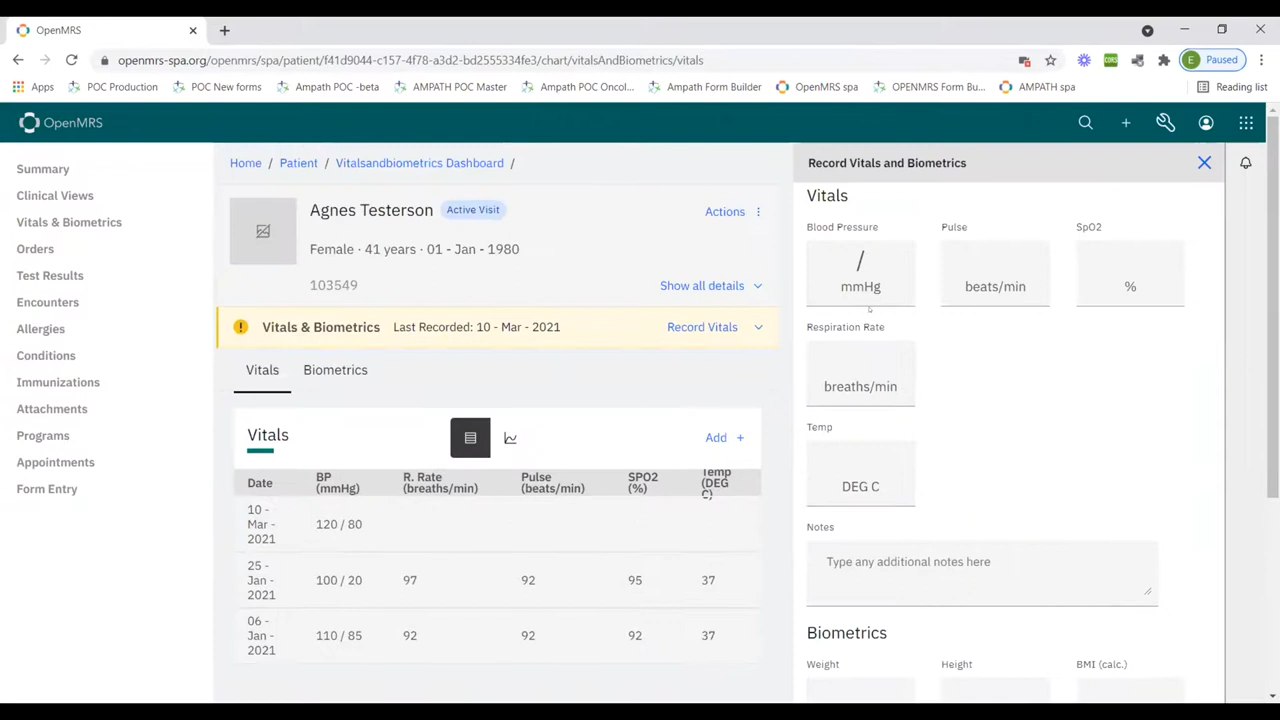 OpenMRS
openmrs-spa.org/openmrs/spa/patient/f41d9044-c157-4f78-a3d2-bd2555334fe3/chart/vitalsAndBiometrics/vitals
CORS
E Paused
Apps POC Production POC New forms Ampath POC -beta AMPATH POC Master Ampath POC Oncol... Ampath Form Builder OpenMRS spa OPENMRS Form Bu... AMPATH spa Reading list
OpenMRS
Summary
Clinical Views
Vitals & Biometrics
Orders
Test Results
Encounters
Allergies
Conditions
Immunizations
Attachments
Programs
Appointments
Form Entry
Home / Patient / Vitalsandbiometrics Dashboard /
Agnes Testerson Active Visit
Actions
Female · 41 years · 01 - Jan - 1980
103549
Show all details
Vitals & Biometrics Last Recorded: 10 - Mar - 2021 Record Vitals
Vitals Biometrics
Vitals
Add +
Date BP (mmHg) R. Rate (breaths/min) Pulse (beats/min) SPO2 (%) Temp (DEG C)
10 - Mar - 2021 120 / 80
25 - Jan - 2021 100 / 20 97 92 95 37
06 - Jan - 2021 110 / 85 92 92 92 37
Record Vitals and Biometrics
Vitals
Blood Pressure Pulse SpO2
/
mmHg beats/min %
Respiration Rate
breaths/min
Temp
DEG C
Notes
Type any additional notes here
Biometrics
Weight Height BMI (calc.)